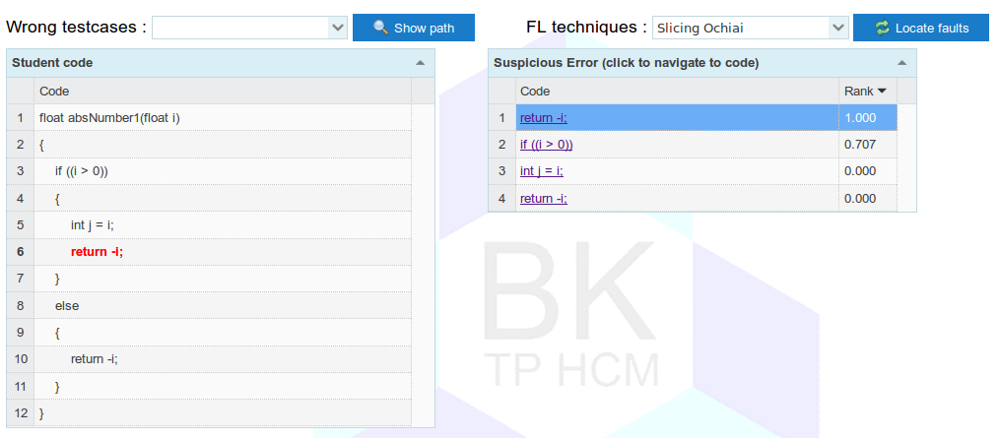 Wrong testcases : Show path FL techniques : Slicing Ochiai Locate faults
Student code
Code
1 float absNumber1(float i)
2 {
3 if ((i > 0))
4 {
5 int j = i;
6 return -i;
7 }
8 else
9 {
10 return -i;
11 }
12 }
Suspicious Error (click to navigate to code)
Code Rank
1 return -i; 1.000
2 if ((i > 0)) 0.707
3 int j = i; 0.000
4 return -i; 0.000
BK
TP HCM